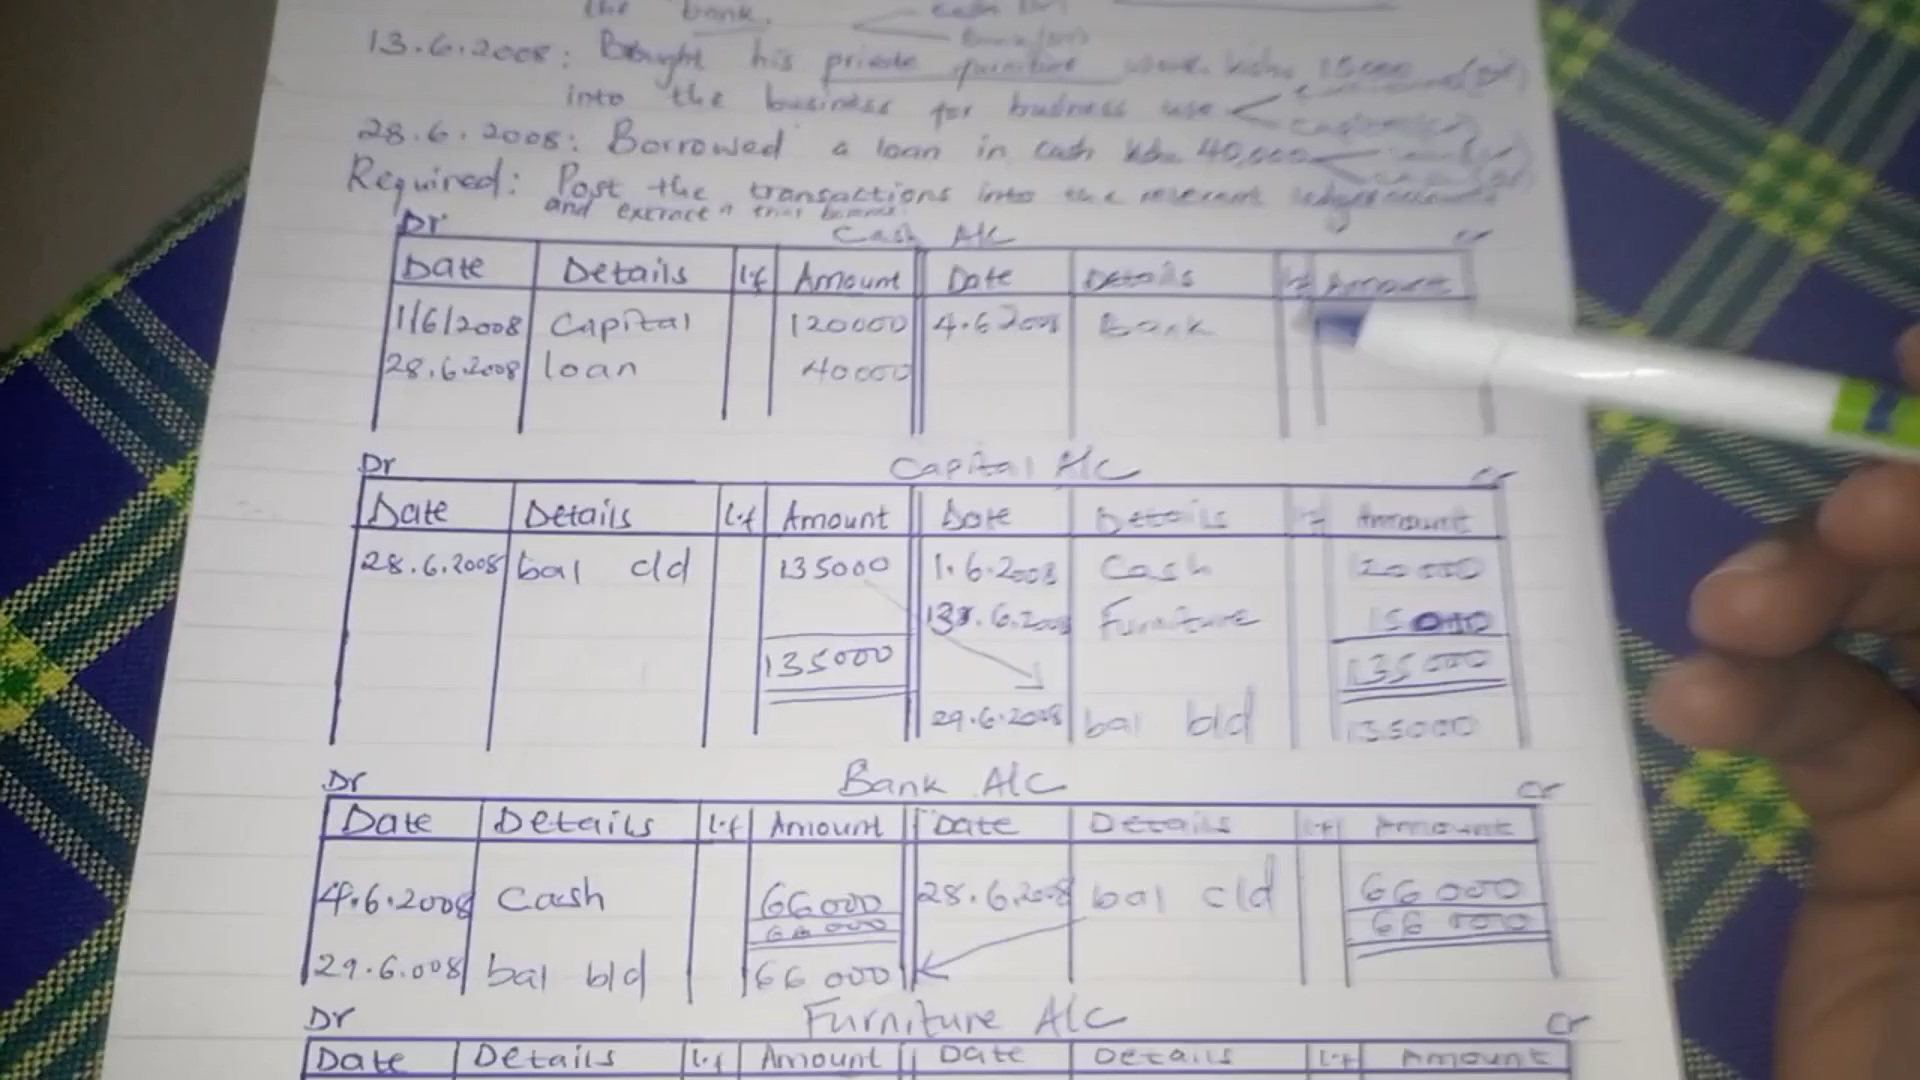 the bank.
13.6.2008: Bought his private furniture worth kshs 15000
into the business for business use
28.6.2008: Borrowed a loan in cash kshs 40,000
Required: Post the transactions into the relevant ledger accounts
and extract a trial balance.
Dr Cash A/C cr
Date Details l.f Amount Date Details l.f Amount
1/6/2008 Capital 120000 4.6.2008 Bank
28.6.2008 loan 40000
Dr Capital A/C cr
Date Details l.f Amount Date Details l.f Amount
28.6.2008 bal c/d 135000 1.6.2008 Cash 120000
13.6.2008 Furniture 15000
135000 135000
29.6.2008 bal b/d 135000
Dr Bank A/C cr
Date Details l.f Amount Date Details l.f Amount
4.6.2008 Cash 66000 28.6.2008 bal c/d 66000
66000 66000
29.6.008 bal b/d 66000
Dr Furniture A/C cr
Date Details l.f Amount Date Details l.f Amount